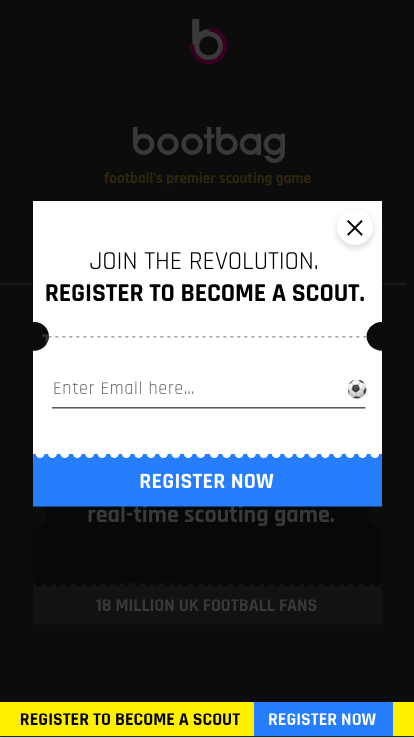 b
bootbag
football's premier scouting game
JOIN THE REVOLUTION.
REGISTER TO BECOME A SCOUT.
Enter Email here...
REGISTER NOW
real-time scouting game.
18 MILLION UK FOOTBALL FANS
REGISTER TO BECOME A SCOUT REGISTER NOW